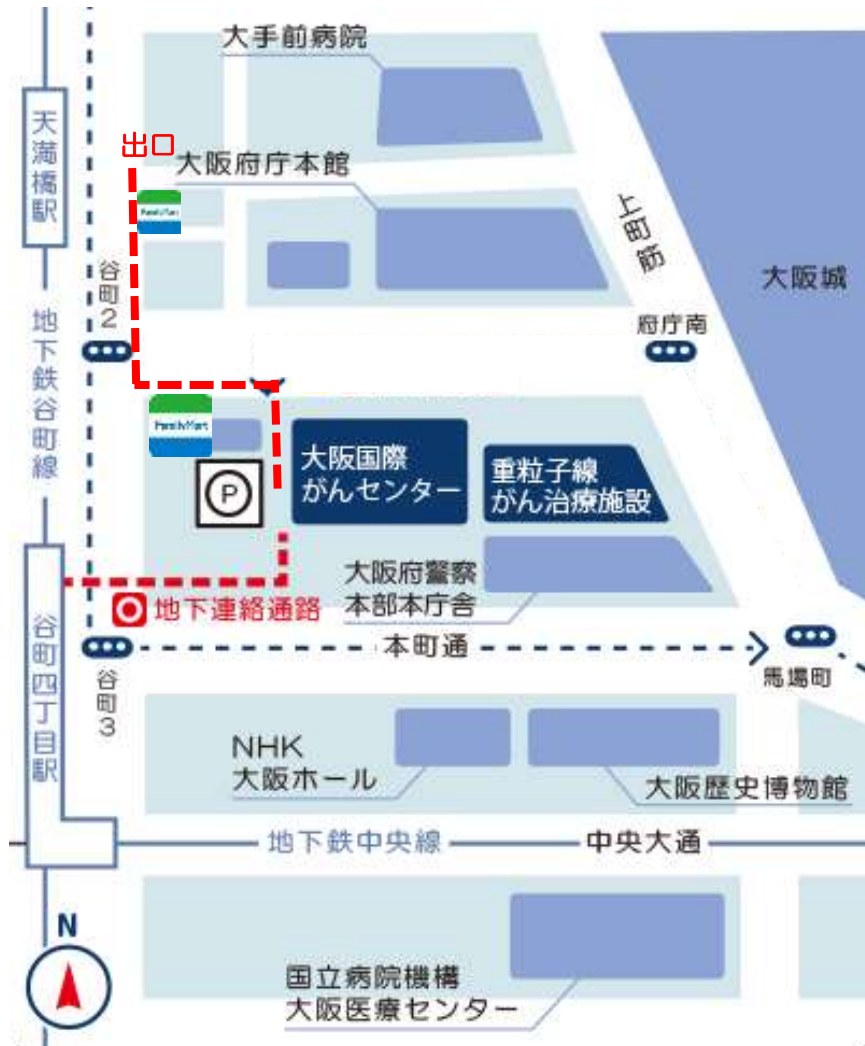 大手前病院
天満橋駅
出口
大阪府庁本館
FamilyMart
上町筋
大阪城
谷町2
府庁南
地下鉄谷町線
FamilyMart
大阪国際
がんセンター
重粒子線
がん治療施設
P
大阪府警察
本部本庁舎
地下連絡通路
谷町四丁目駅
本町通
谷町3
馬場町
NHK
大阪ホール
大阪歴史博物館
地下鉄中央線
中央大通
N
国立病院機構
大阪医療センター